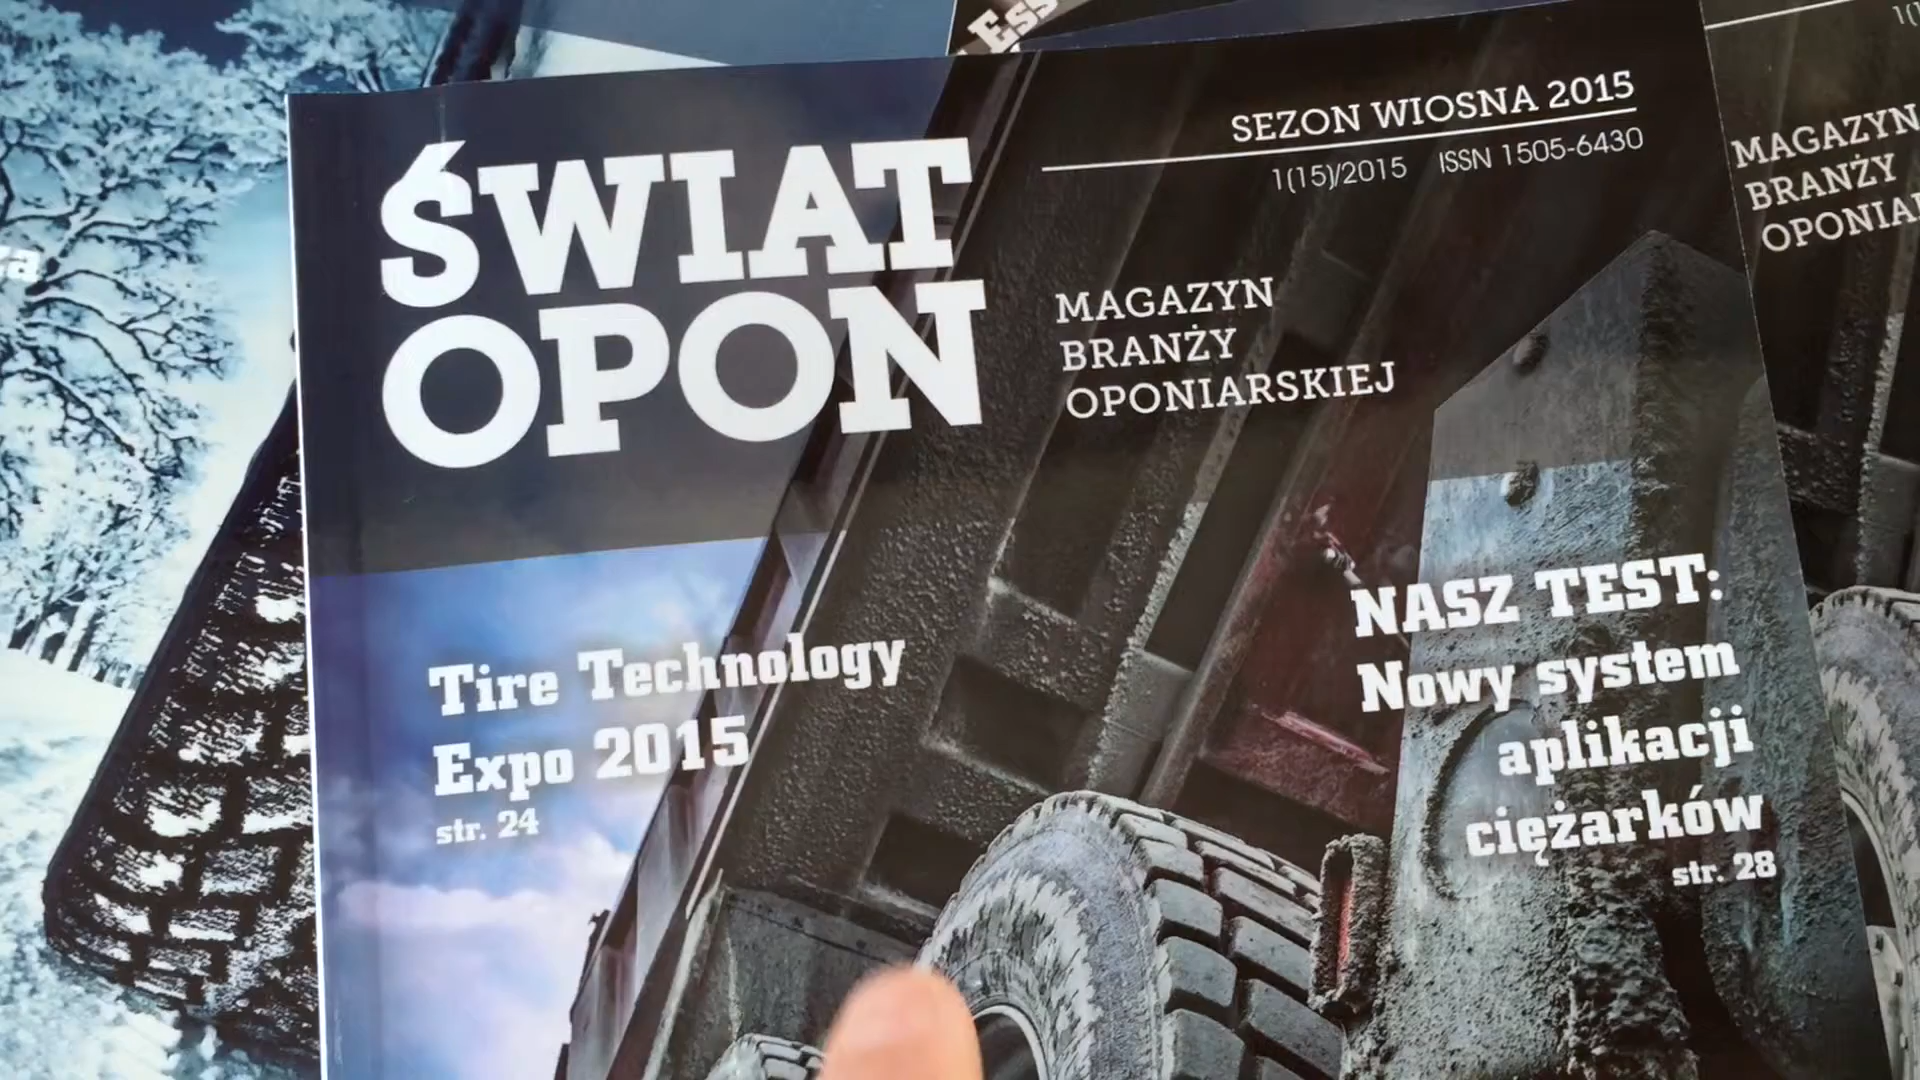 Ess
SEZON WIOSNA 2015
1(15)/2015 ISSN 1505-6430
ŚWIAT
OPON
MAGAZYN
BRANŻY
OPONIARSKIEJ
Tire Technology
Expo 2015
str. 24
NASZ TEST:
Nowy system
aplikacji
ciężarków
str. 28
MAGAZYN
BRANŻY